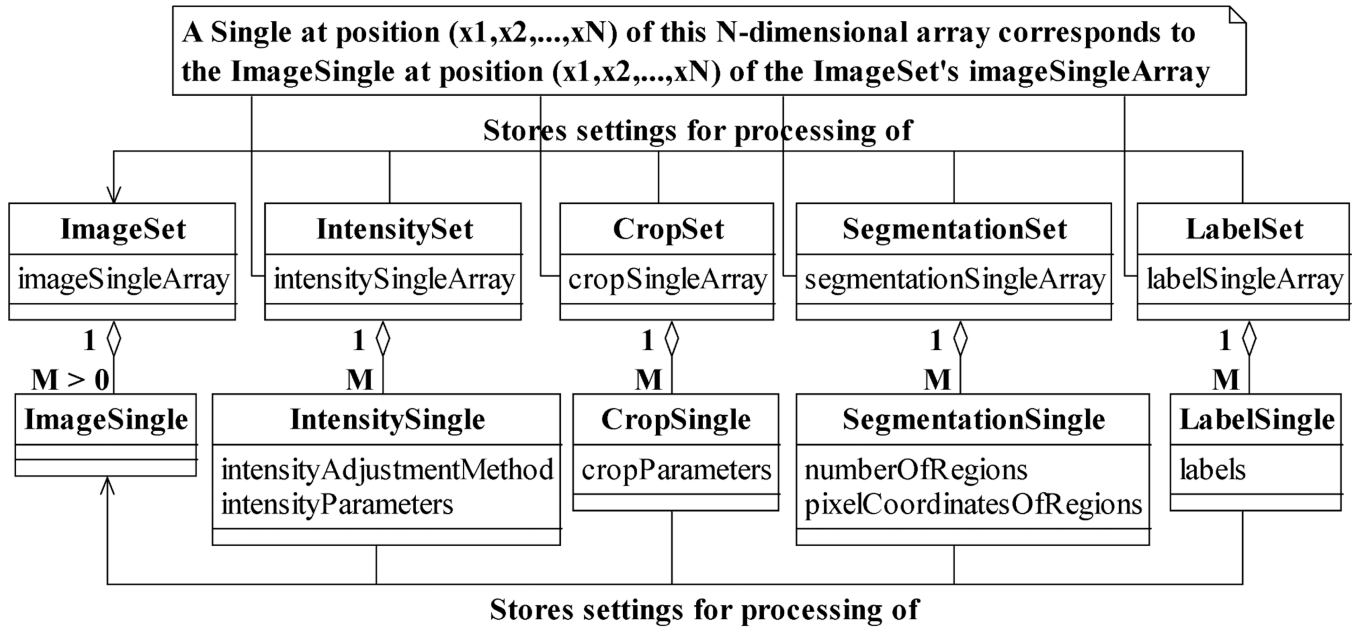 A Single at position (x1,x2,...,xN) of this N-dimensional array corresponds to
the ImageSingle at position (x1,x2,...,xN) of the ImageSet's imageSingleArray
Stores settings for processing of
ImageSet
imageSingleArray
IntensitySet
intensitySingleArray
CropSet
cropSingleArray
SegmentationSet
segmentationSingleArray
LabelSet
labelSingleArray
1
M > 0
1
M
1
M
1
M
1
M
ImageSingle
IntensitySingle
intensityAdjustmentMethod
intensityParameters
CropSingle
cropParameters
SegmentationSingle
numberOfRegions
pixelCoordinatesOfRegions
LabelSingle
labels
Stores settings for processing of